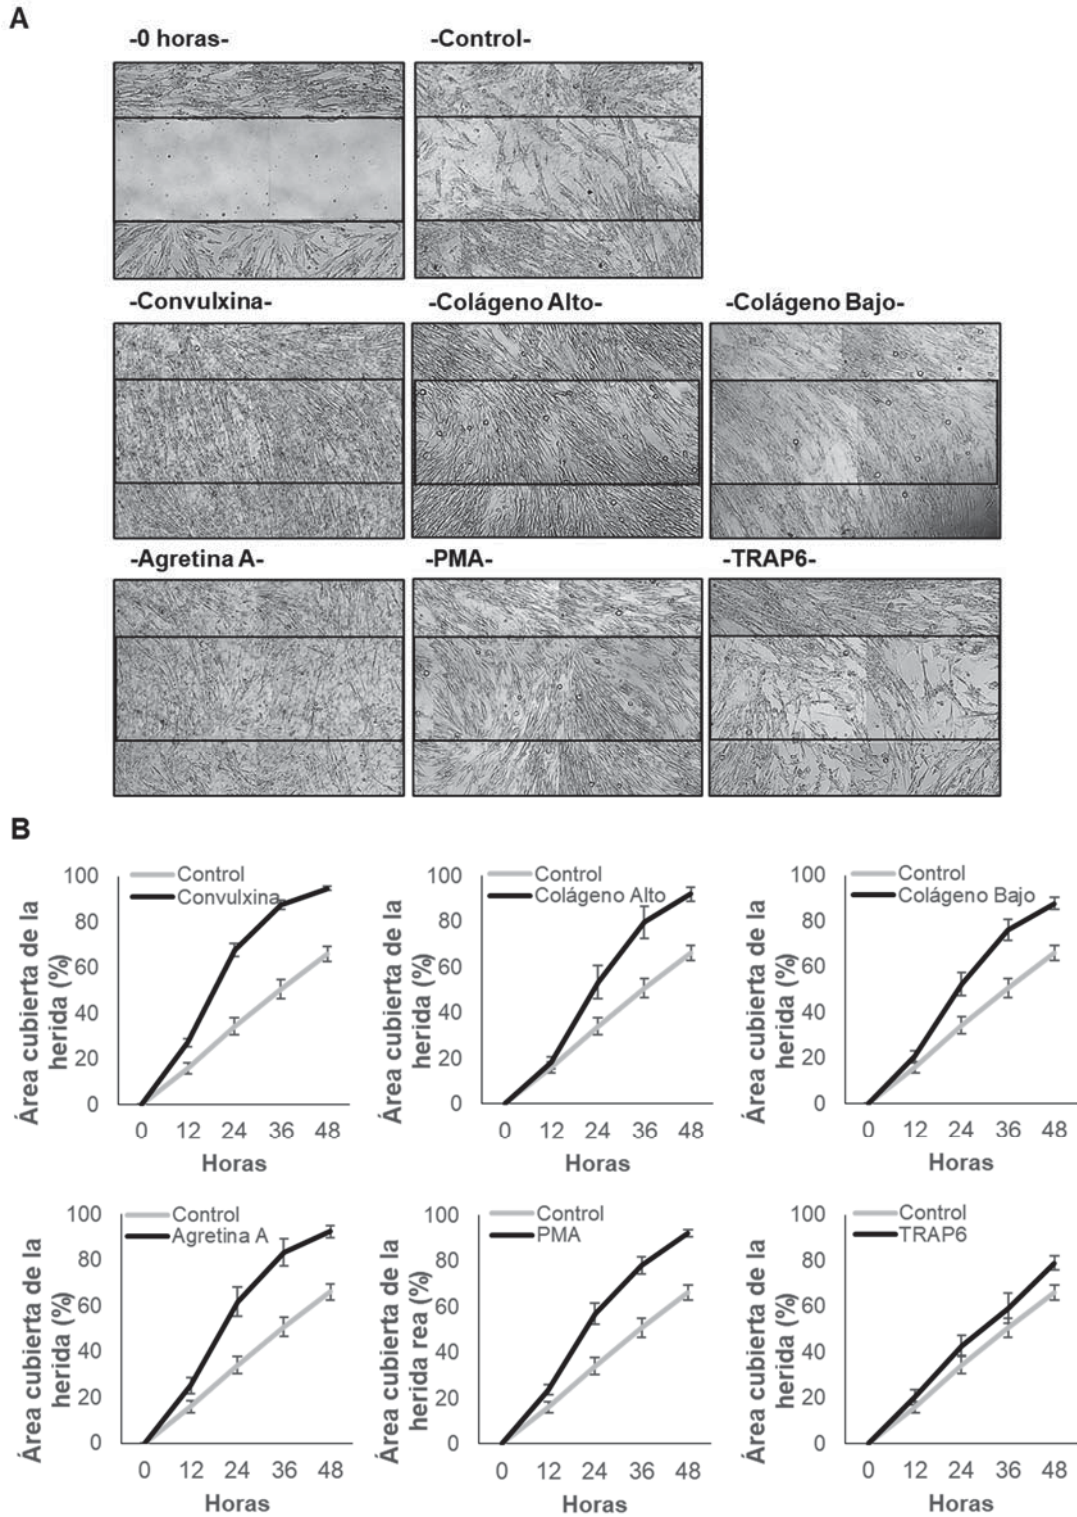 A
-0 horas-
-Control-
-Convulxina-
-Colágeno Alto-
-Colágeno Bajo-
-Agretina A-
-PMA-
-TRAP6-
B
Área cubierta de la
herida (%)
100
80
60
40
20
0
Control
Convulxina
0 12 24 36 48
Horas
Área cubierta de la
herida (%)
100
80
60
40
20
0
Control
Colágeno Alto
0 12 24 36 48
Horas
Área cubierta de la
herida (%)
100
80
60
40
20
0
Control
Colágeno Bajo
0 12 24 36 48
Horas
Área cubierta de la
herida (%)
100
80
60
40
20
0
Control
Agretina A
0 12 24 36 48
Horas
Área cubierta de la
herida rea (%)
100
80
60
40
20
0
Control
PMA
0 12 24 36 48
Horas
Área cubierta de la
herida (%)
100
80
60
40
20
0
Control
TRAP6
0 12 24 36 48
Horas